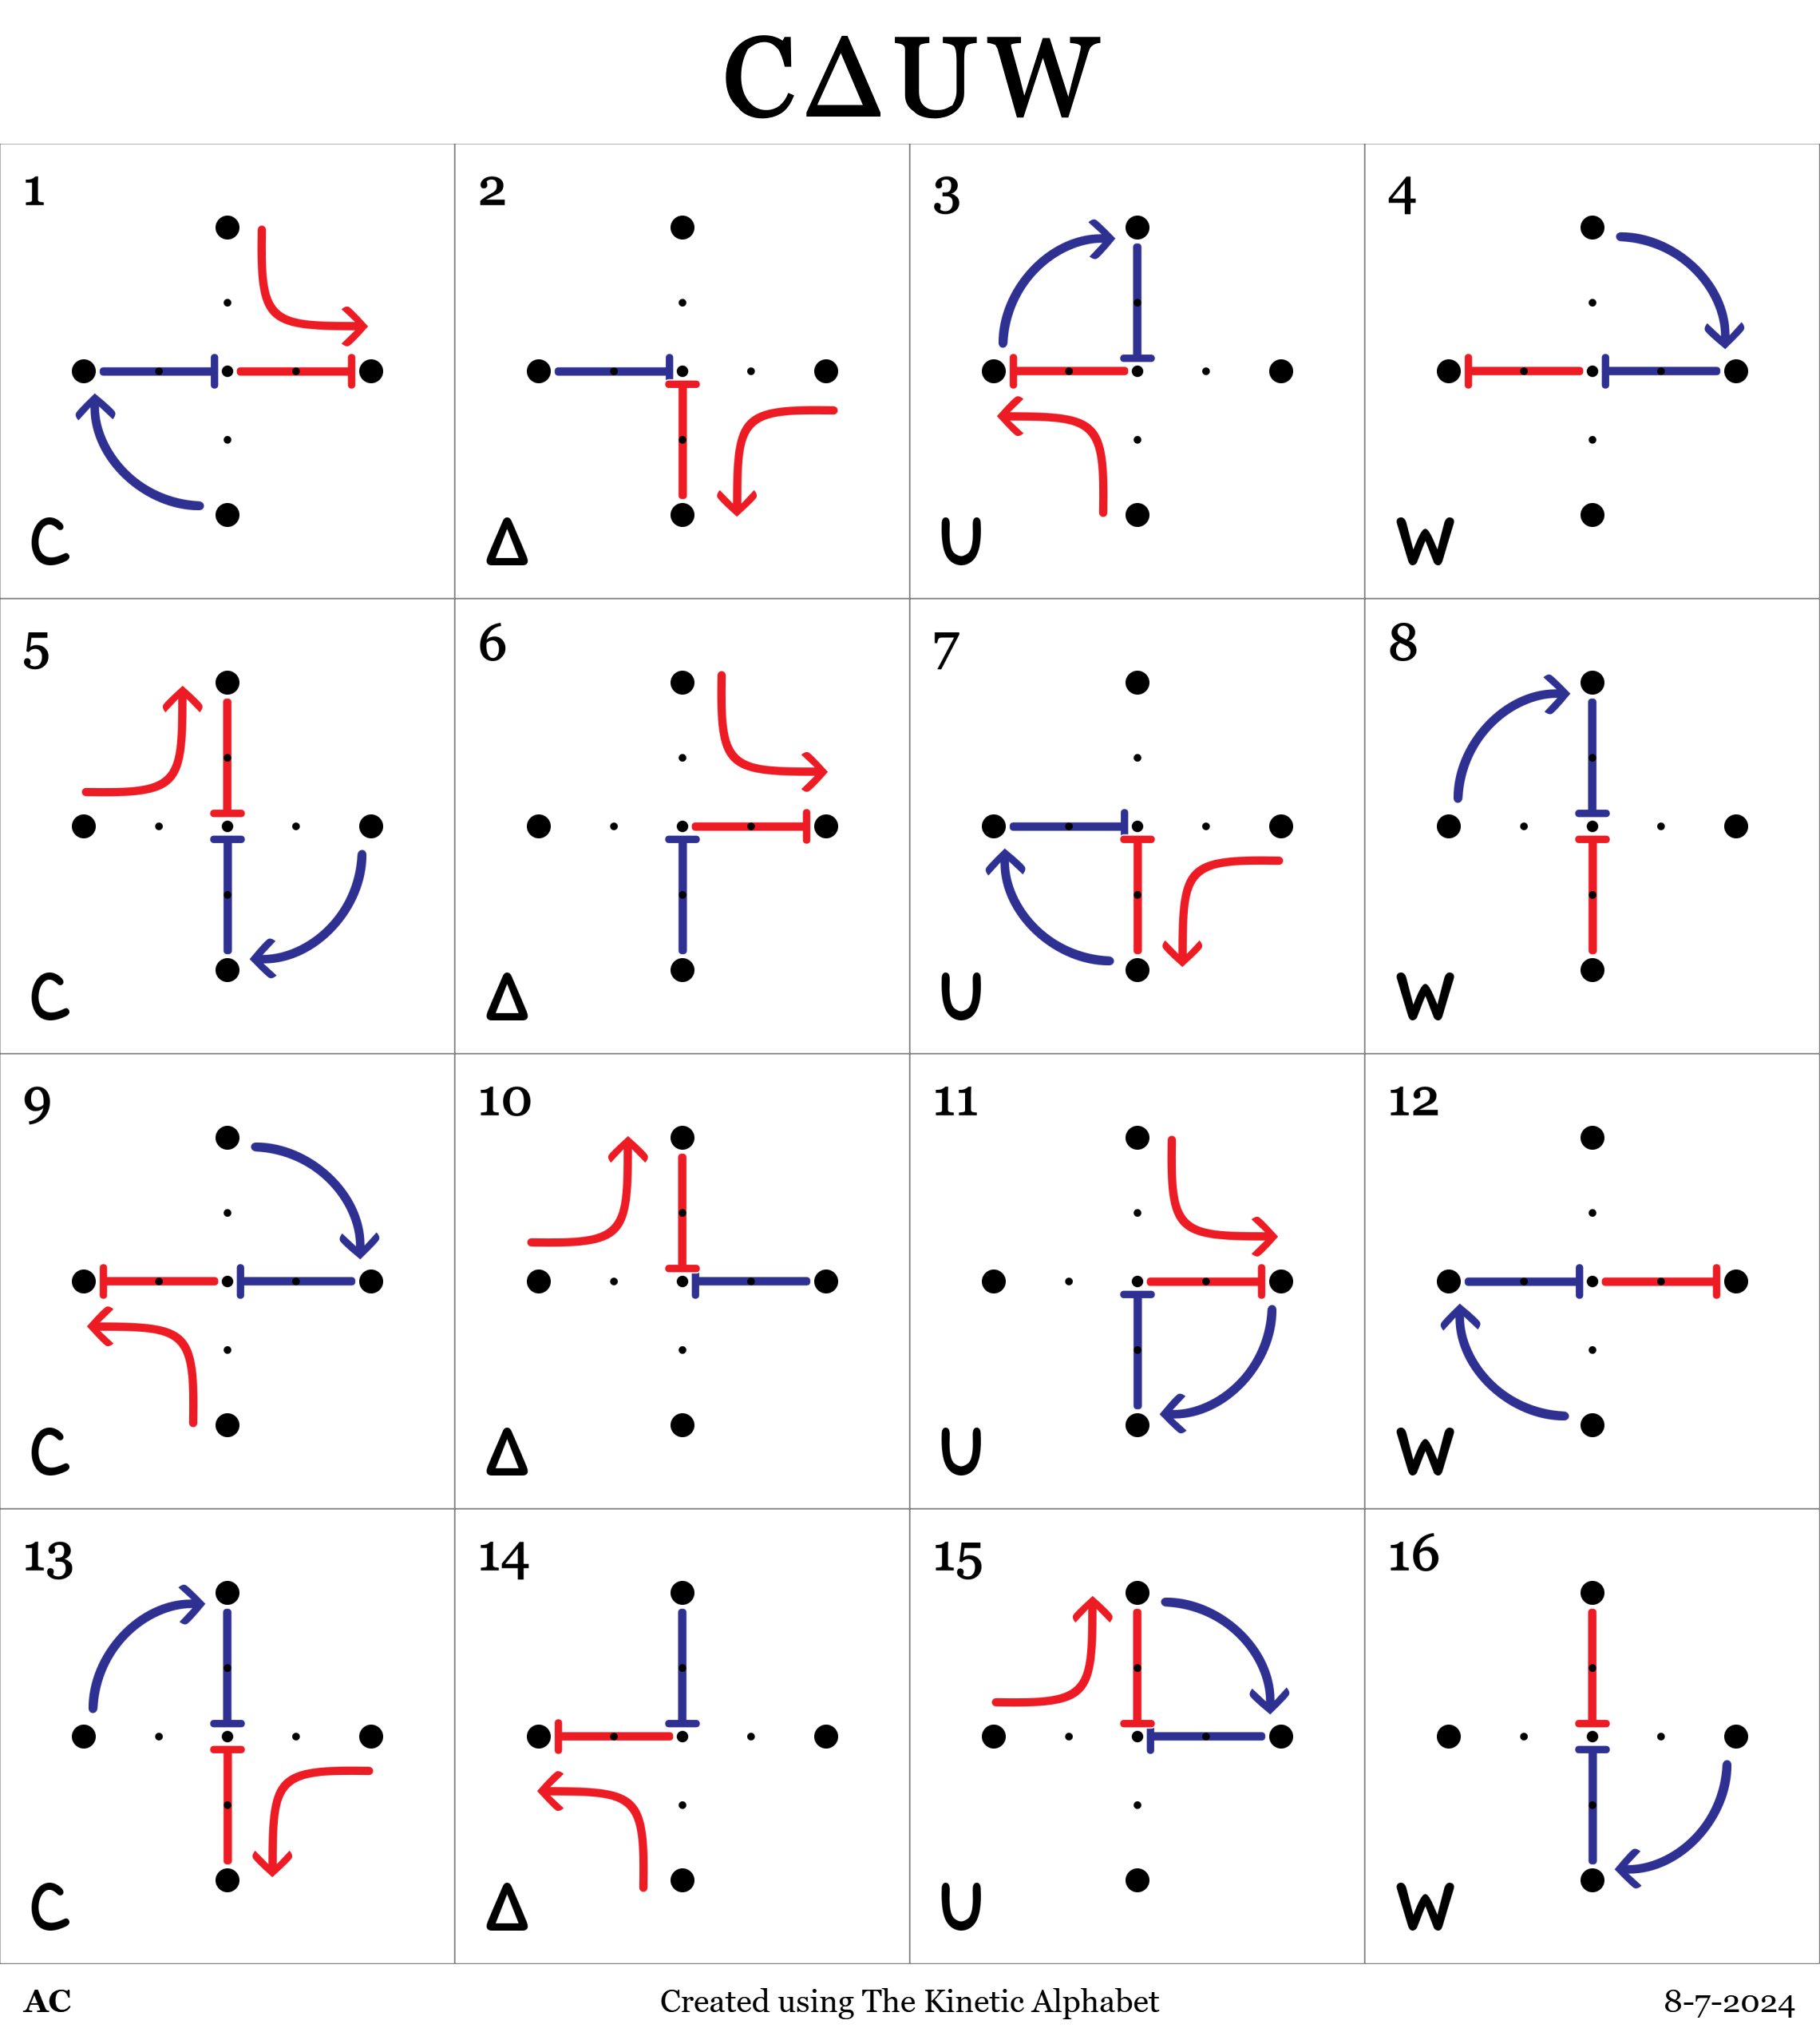 CΔUW
1 2 3 4
C Δ U W
5 6 7 8
C Δ U W
9 10 11 12
C Δ U W
13 14 15 16
C Δ U W
AC Created using The Kinetic Alphabet 8-7-2024